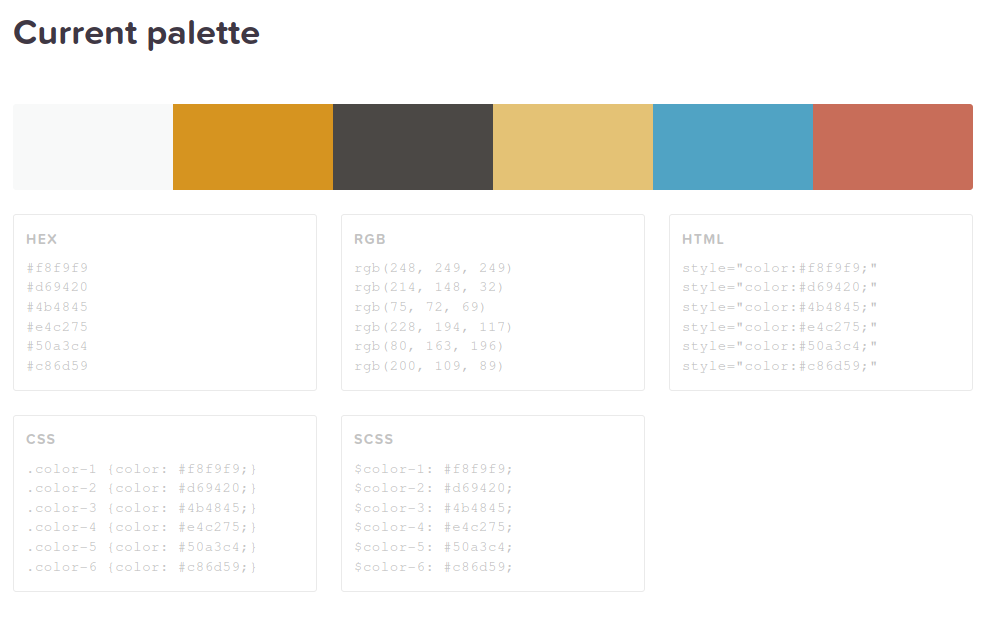 Current palette
HEX
#f8f9f9
#d69420
#4b4845
#e4c275
#50a3c4
#c86d59
RGB
rgb(248, 249, 249)
rgb(214, 148, 32)
rgb(75, 72, 69)
rgb(228, 194, 117)
rgb(80, 163, 196)
rgb(200, 109, 89)
HTML
style="color:#f8f9f9;"
style="color:#d69420;"
style="color:#4b4845;"
style="color:#e4c275;"
style="color:#50a3c4;"
style="color:#c86d59;"
CSS
.color-1 {color: #f8f9f9;}
.color-2 {color: #d69420;}
.color-3 {color: #4b4845;}
.color-4 {color: #e4c275;}
.color-5 {color: #50a3c4;}
.color-6 {color: #c86d59;}
SCSS
$color-1: #f8f9f9;
$color-2: #d69420;
$color-3: #4b4845;
$color-4: #e4c275;
$color-5: #50a3c4;
$color-6: #c86d59;